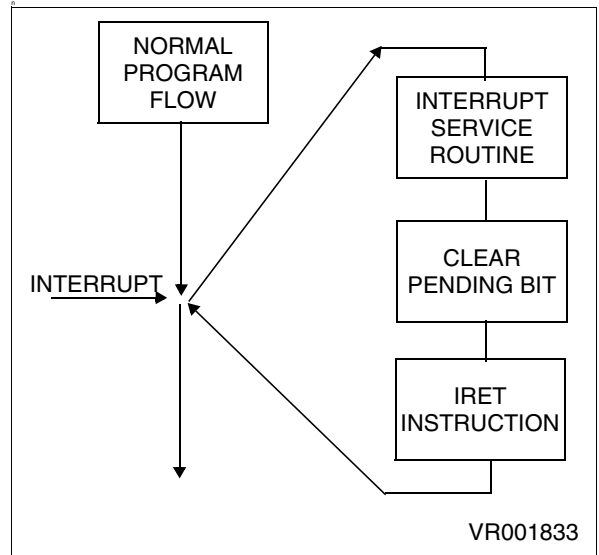 NORMAL
PROGRAM
FLOW
INTERRUPT
SERVICE
ROUTINE
INTERRUPT
CLEAR
PENDING BIT
IRET
INSTRUCTION
VR001833